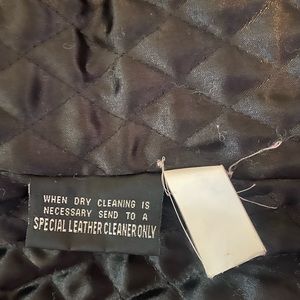 WHEN DRY CLEANING IS
NECESSARY SEND TO A
SPECIAL LEATHER CLEANER ONLY